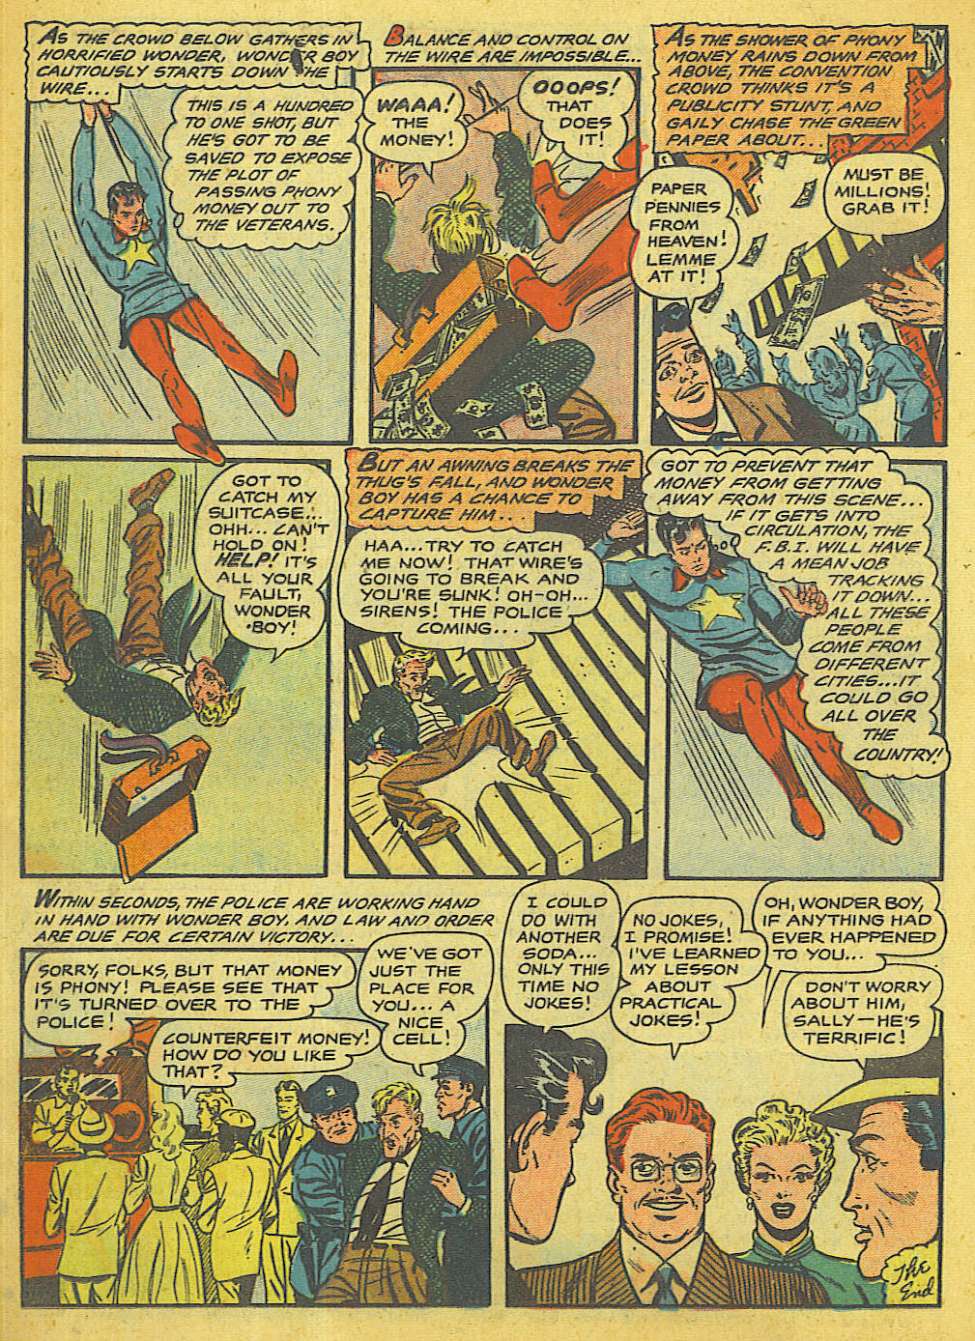 AS THE CROWD BELOW GATHERS IN
HORRIFIED WONDER, WONDER BOY
CAUTIOUSLY STARTS DOWN THE
WIRE...
THIS IS A HUNDRED
TO ONE SHOT, BUT
HE'S GOT TO BE
SAVED TO EXPOSE
THE PLOT OF
PASSING PHONY
MONEY OUT TO
THE VETERANS.
BALANCE AND CONTROL ON
THE WIRE ARE IMPOSSIBLE...
WAAA!
THE
MONEY!
OOOPS!
THAT
DOES
IT!
AS THE SHOWER OF PHONY
MONEY RAINS DOWN FROM
ABOVE, THE CONVENTION
CROWD THINKS IT'S A
PUBLICITY STUNT, AND
GAILY CHASE THE GREEN
PAPER ABOUT...
PAPER
PENNIES
FROM
HEAVEN!
LEMME
AT IT!
MUST BE
MILLIONS!
GRAB IT!
GOT TO
CATCH MY
SUITCASE...
OHH... CAN'T
HOLD ON!
HELP! IT'S
ALL YOUR
FAULT,
WONDER
BOY!
BUT AN AWNING BREAKS THE
THUG'S FALL, AND WONDER
BOY HAS A CHANCE TO
CAPTURE HIM...
HAA...TRY TO CATCH
ME NOW! THAT WIRE'S
GOING TO BREAK AND
YOU'RE SUNK! OH-OH...
SIRENS! THE POLICE
COMING...
GOT TO PREVENT THAT
MONEY FROM GETTING
AWAY FROM THIS SCENE...
IF IT GETS INTO
CIRCULATION, THE
F.B.I. WILL HAVE
A MEAN JOB
TRACKING
IT DOWN...
ALL THESE
PEOPLE
COME FROM
DIFFERENT
CITIES...IT
COULD GO
ALL OVER
THE
COUNTRY!
WITHIN SECONDS, THE POLICE ARE WORKING HAND
IN HAND WITH WONDER BOY, AND LAW AND ORDER
ARE DUE FOR CERTAIN VICTORY...
SORRY, FOLKS, BUT THAT MONEY
IS PHONY! PLEASE SEE THAT
IT'S TURNED OVER TO THE
POLICE!
COUNTERFEIT MONEY!
HOW DO YOU LIKE
THAT?
WE'VE GOT
JUST THE
PLACE FOR
YOU... A
NICE
CELL!
I COULD
DO WITH
ANOTHER
SODA...
ONLY THIS
TIME NO
JOKES!
NO JOKES,
I PROMISE!
I'VE LEARNED
MY LESSON
ABOUT
PRACTICAL
JOKES!
OH, WONDER BOY,
IF ANYTHING HAD
EVER HAPPENED
TO YOU...
DON'T WORRY
ABOUT HIM,
SALLY—HE'S
TERRIFIC!
The
End